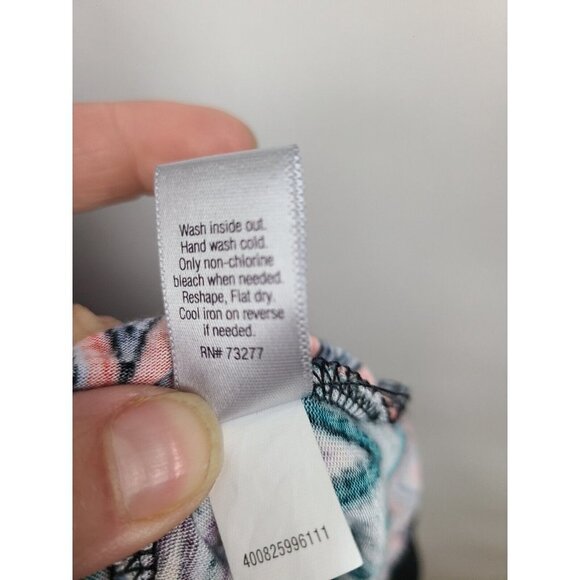 Wash inside out.
Hand wash cold.
Only non-chlorine
bleach when needed.
Reshape, Flat dry.
Cool iron on reverse
if needed.
RN# 73277
400825996111